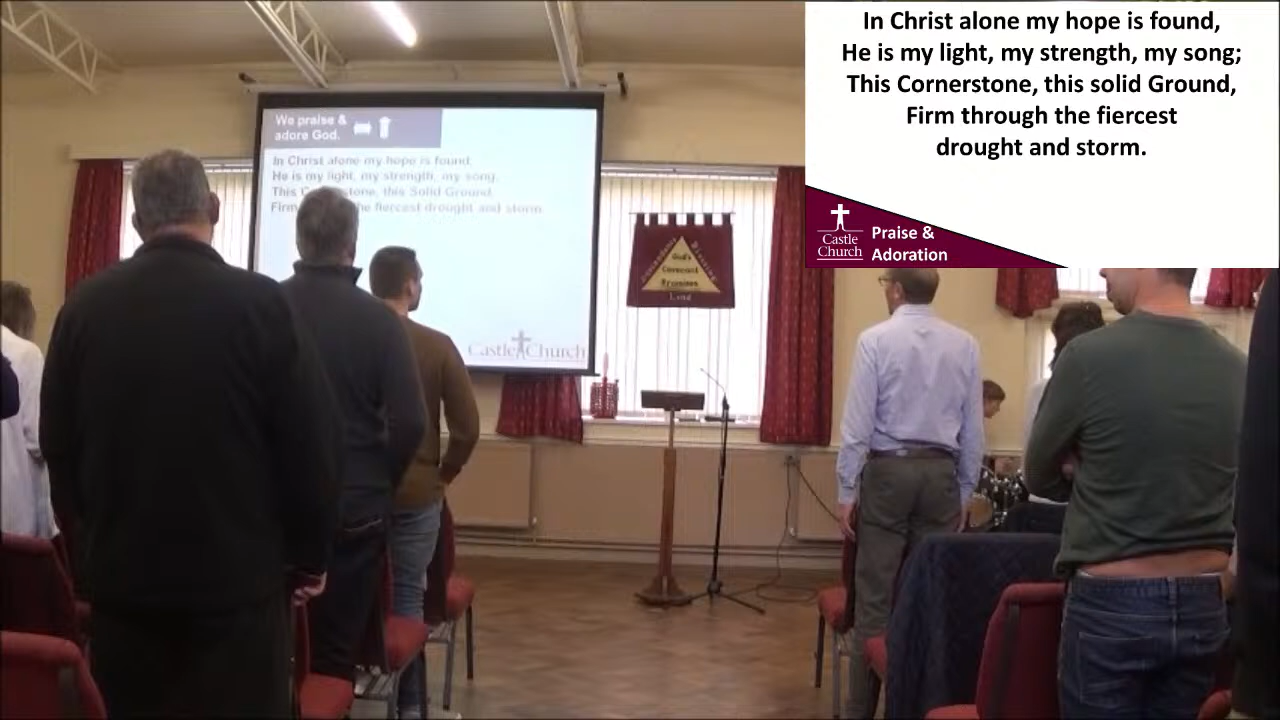 In Christ alone my hope is found,
He is my light, my strength, my song;
This Cornerstone, this solid Ground,
Firm through the fiercest
drought and storm.
Castle
Church
Praise &
Adoration
We praise &
adore God.
In Christ alone my hope is found;
He is my light, my strength, my song,
This stone, this Solid Ground,
Firm the fiercest drought and storm.
Castle Church
God's
Covenant
Promises